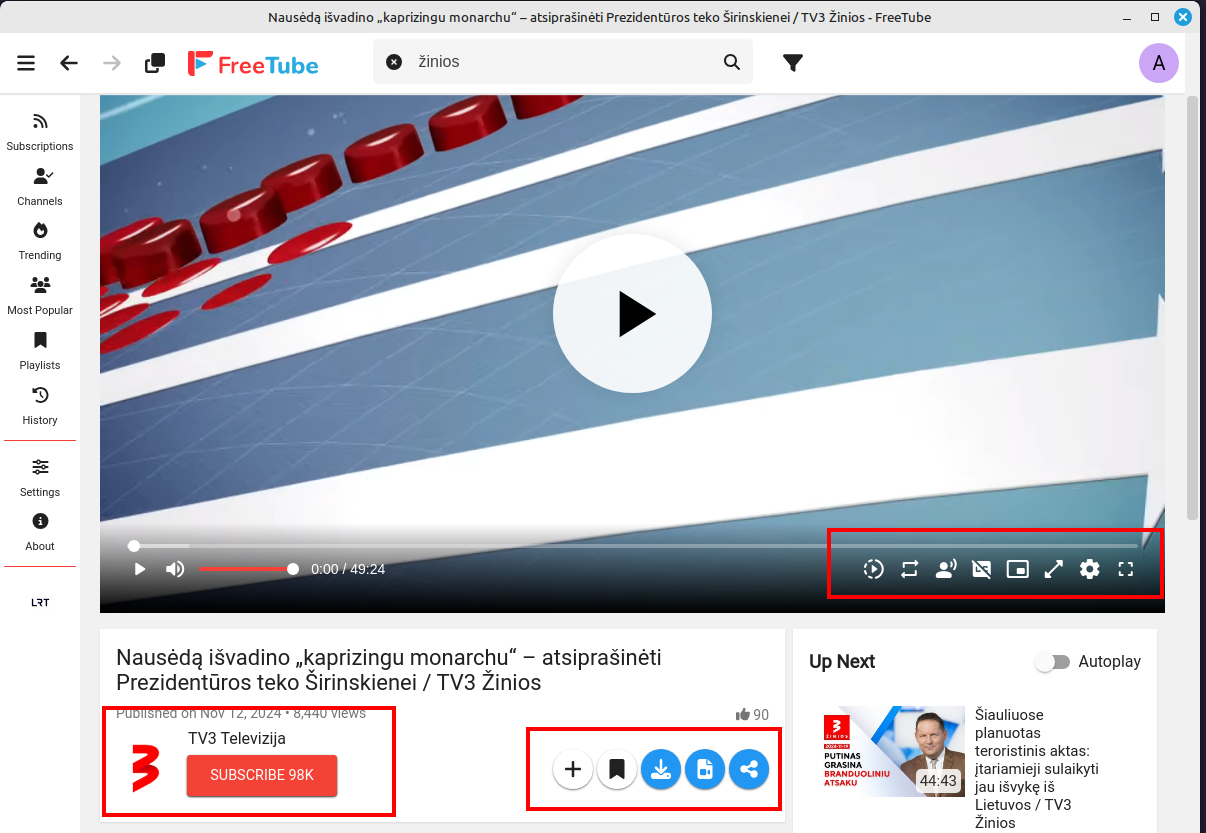 Nausėdą išvadino „kaprizingu monarchu“ – atsiprašinėti Prezidentūros teko Širinskienei / TV3 Žinios - FreeTube
FreeTube
žinios
A
Subscriptions
Channels
Trending
Most Popular
Playlists
History
Settings
About
LRT
0:00 / 49:24
Nausėdą išvadino „kaprizingu monarchu“ – atsiprašinėti
Prezidentūros teko Širinskienei / TV3 Žinios
Published on Nov 12, 2024 • 8,440 views
90
TV3 Televizija
SUBSCRIBE 98K
Up Next
Autoplay
3
ŽINIOS
2024-11-19
PUTINAS
GRASINA
BRANDUOLINIU
ATSAKU
44:43
Šiauliuose
planuotas
teroristinis aktas:
įtariamieji sulaikyti
jau išvykę iš
Lietuvos / TV3
Žinios